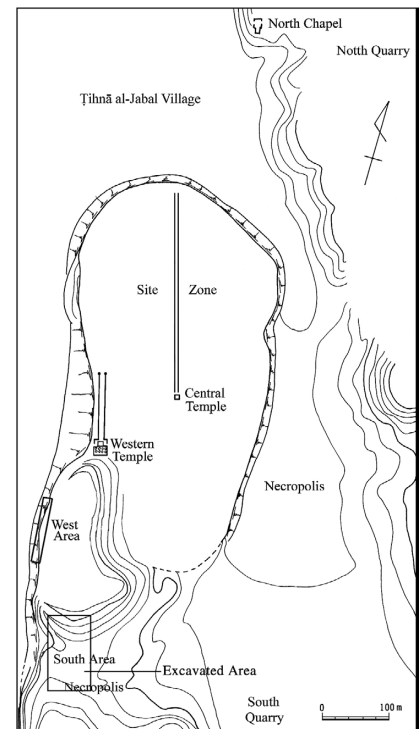 North Chapel
Notth Quarry
Ṭihnā al-Jabal Village
Site Zone
Central
Temple
Western
Temple
Necropolis
West
Area
South Area
Excavated Area
Necropolis
South
Quarry
0 100 m